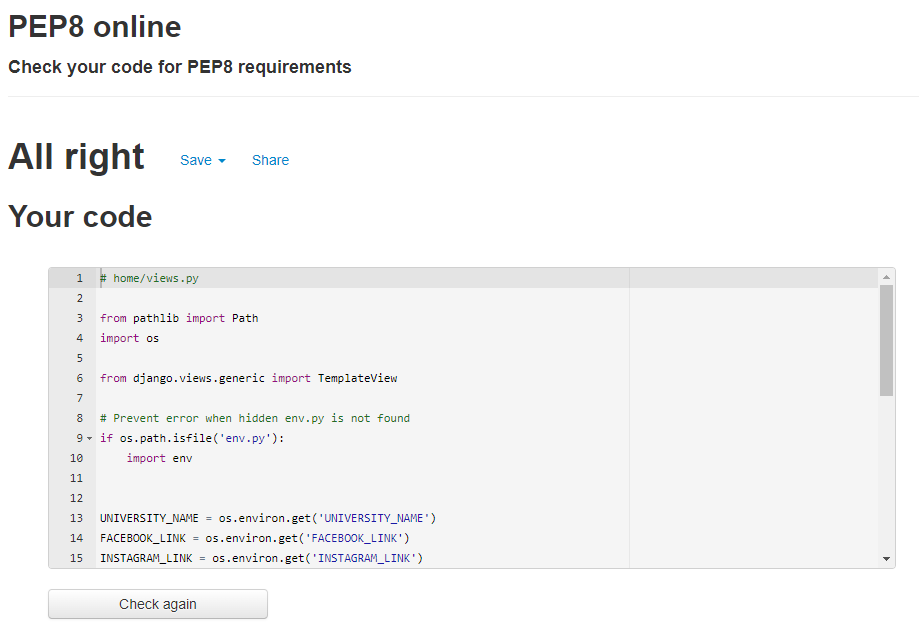 PEP8 online
Check your code for PEP8 requirements
All right Save Share
Your code
1 # home/views.py
2
3 from pathlib import Path
4 import os
5
6 from django.views.generic import TemplateView
7
8 # Prevent error when hidden env.py is not found
9 if os.path.isfile('env.py'):
10     import env
11
12
13 UNIVERSITY_NAME = os.environ.get('UNIVERSITY_NAME')
14 FACEBOOK_LINK = os.environ.get('FACEBOOK_LINK')
15 INSTAGRAM_LINK = os.environ.get('INSTAGRAM_LINK')
Check again